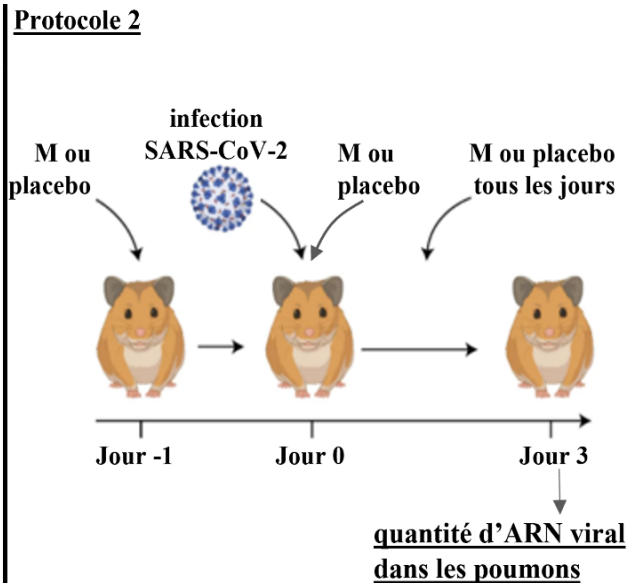 Protocole 2
infection
SARS-CoV-2
M ou
placebo
M ou
placebo
M ou placebo
tous les jours
Jour -1
Jour 0
Jour 3
quantité d'ARN viral
dans les poumons